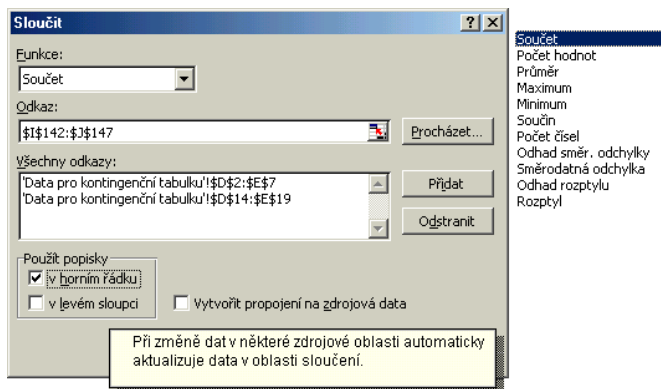 Sloučit
Funkce:
Součet
Odkaz:
$I$142:$J$147
Procházet...
Všechny odkazy:
'Data pro kontingenční tabulku'!$D$2:$E$7
'Data pro kontingenční tabulku'!$D$14:$E$19
Přidat
Odstranit
Použít popisky
v horním řádku
v levém sloupci
Vytvořit propojení na zdrojová data
Při změně dat v některé zdrojové oblasti automaticky
aktualizuje data v oblasti sloučení.
Součet
Počet hodnot
Průměr
Maximum
Minimum
Součin
Počet čísel
Odhad směr. odchylky
Směrodatná odchylka
Odhad rozptylu
Rozptyl